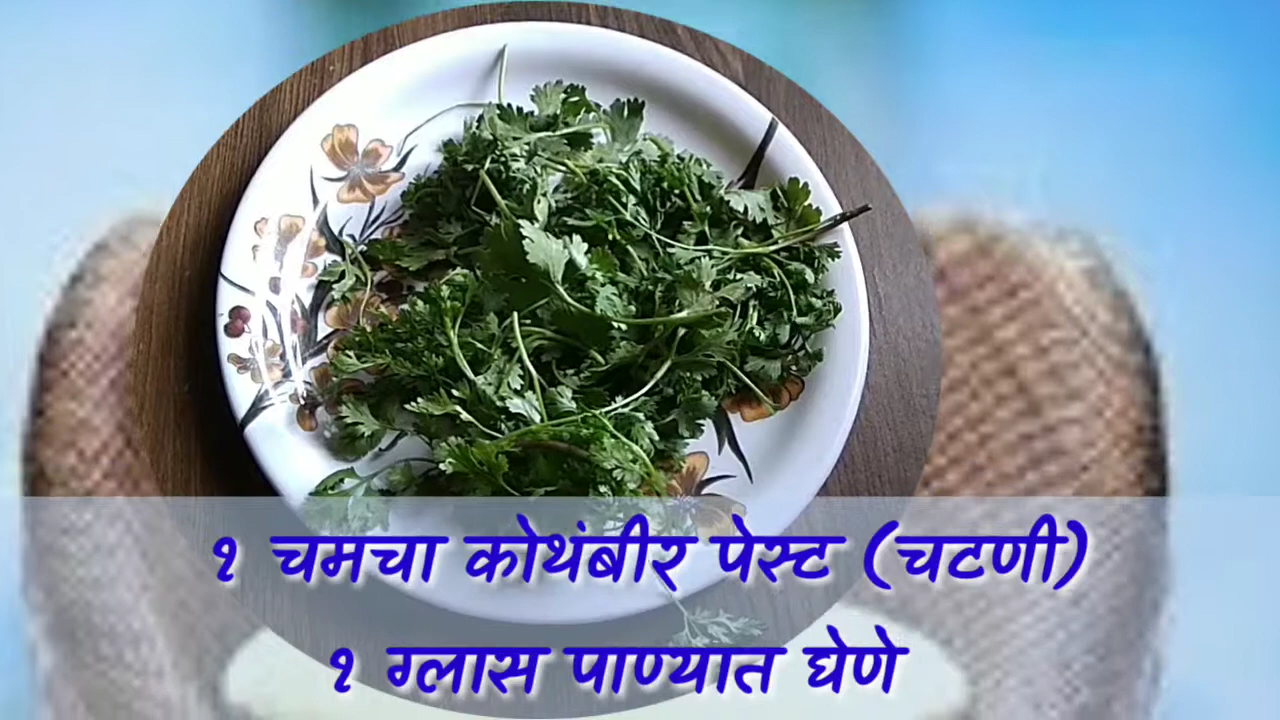 १ चमचा कोथंबीर पेस्ट (चटणी)
१ ग्लास पाण्यात घेणे